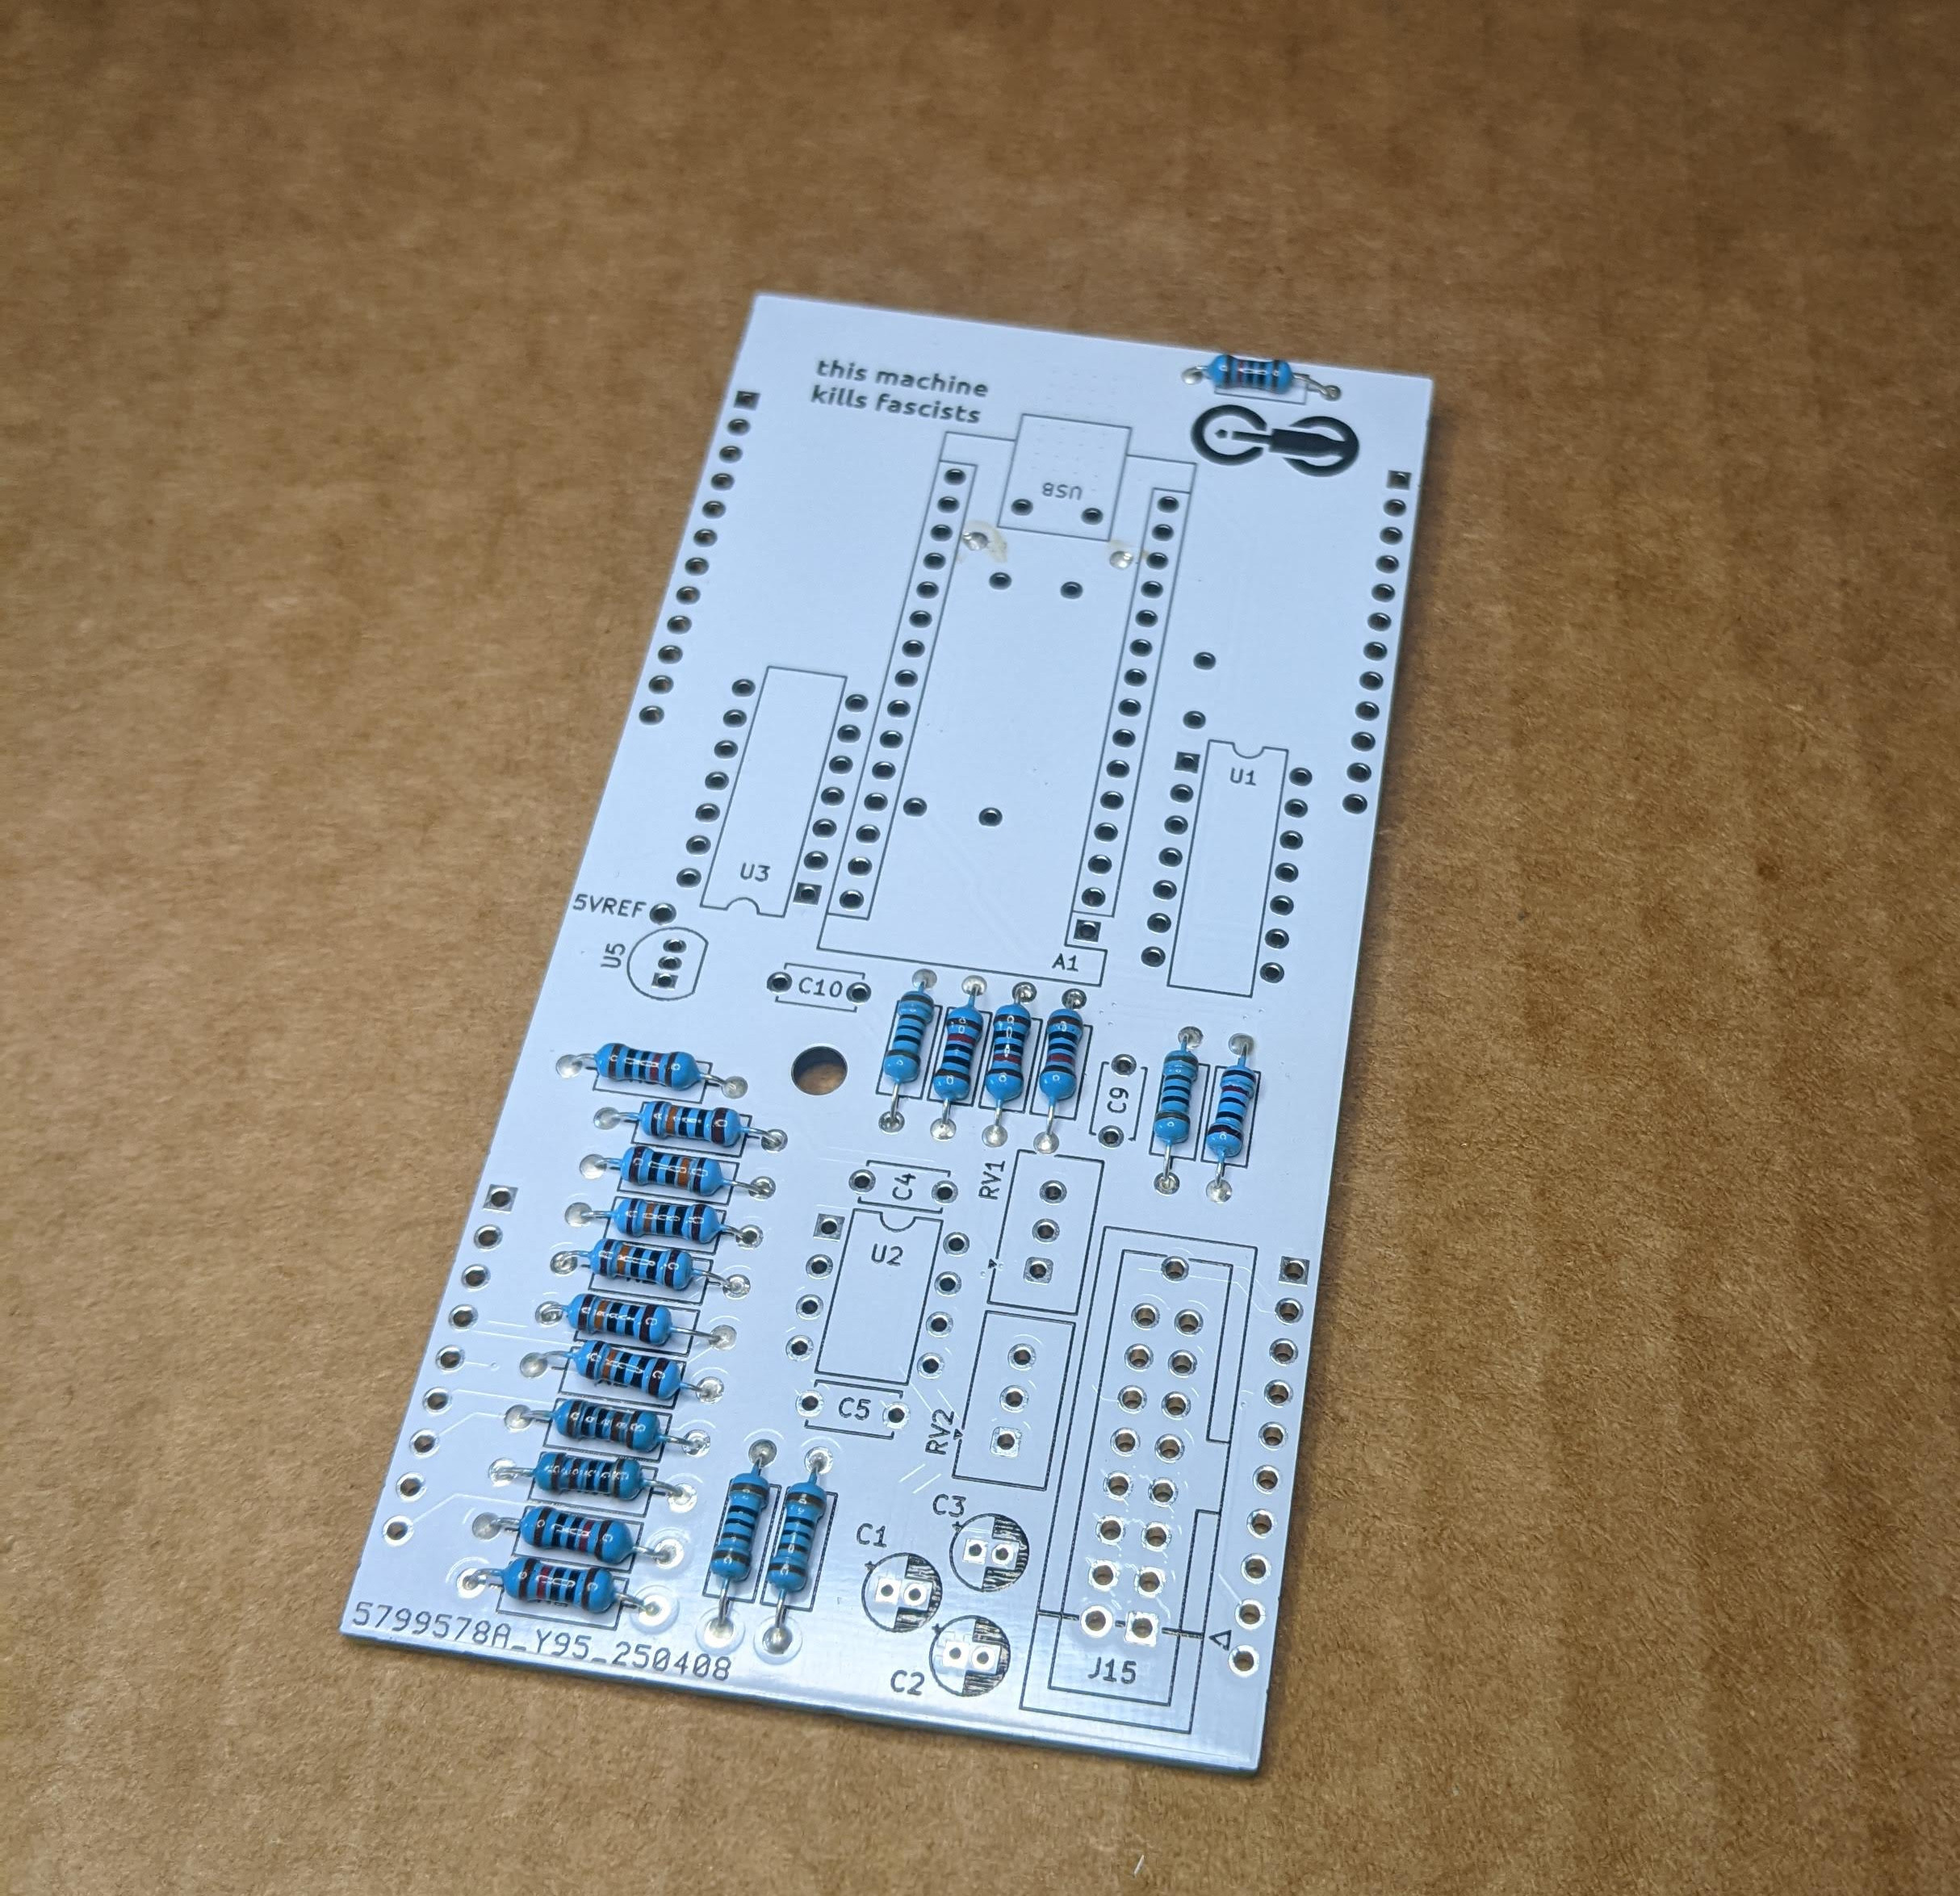 this machine
kills fascists
USB
U1
U3
5VREF
U5
C10
A1
C9
RV1
C4
U2
C5
RV2
C3
C1
C2
J15
5799578A_Y95_250408